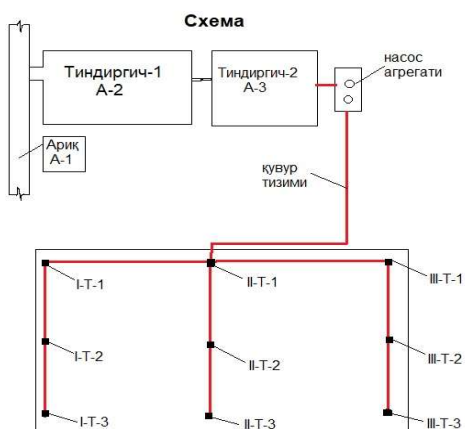 Схема
насос
агрегати
Тиндиргич-1
А-2
Тиндиргич-2
А-3
Ариқ
А-1
қувур
тизими
I-Т-1
II-Т-1
III-Т-1
I-Т-2
II-Т-2
III-Т-2
I-Т-3
II-Т-3
III-Т-3